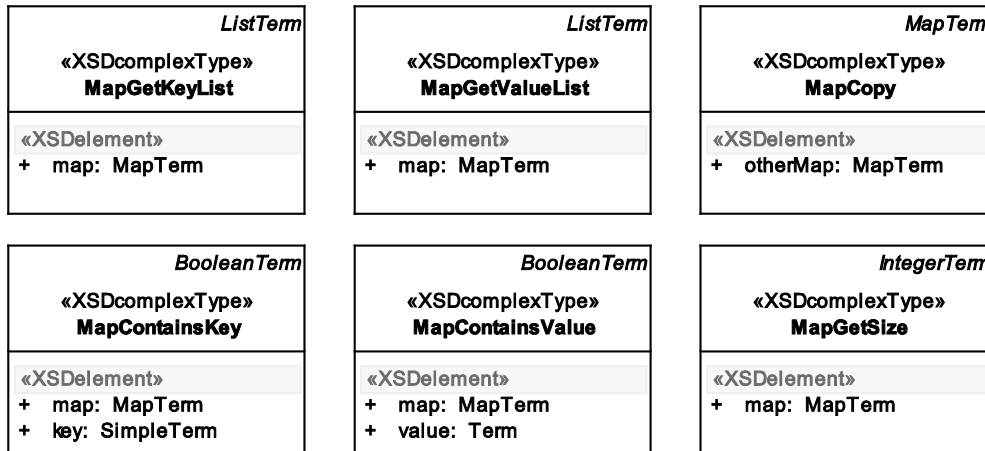 ListTerm
«XSDcomplexType»
MapGetKeyList
«XSDelement»
+ map: MapTerm
ListTerm
«XSDcomplexType»
MapGetValueList
«XSDelement»
+ map: MapTerm
MapTerm
«XSDcomplexType»
MapCopy
«XSDelement»
+ otherMap: MapTerm
BooleanTerm
«XSDcomplexType»
MapContainsKey
«XSDelement»
+ map: MapTerm
+ key: SimpleTerm
BooleanTerm
«XSDcomplexType»
MapContainsValue
«XSDelement»
+ map: MapTerm
+ value: Term
IntegerTerm
«XSDcomplexType»
MapGetSize
«XSDelement»
+ map: MapTerm